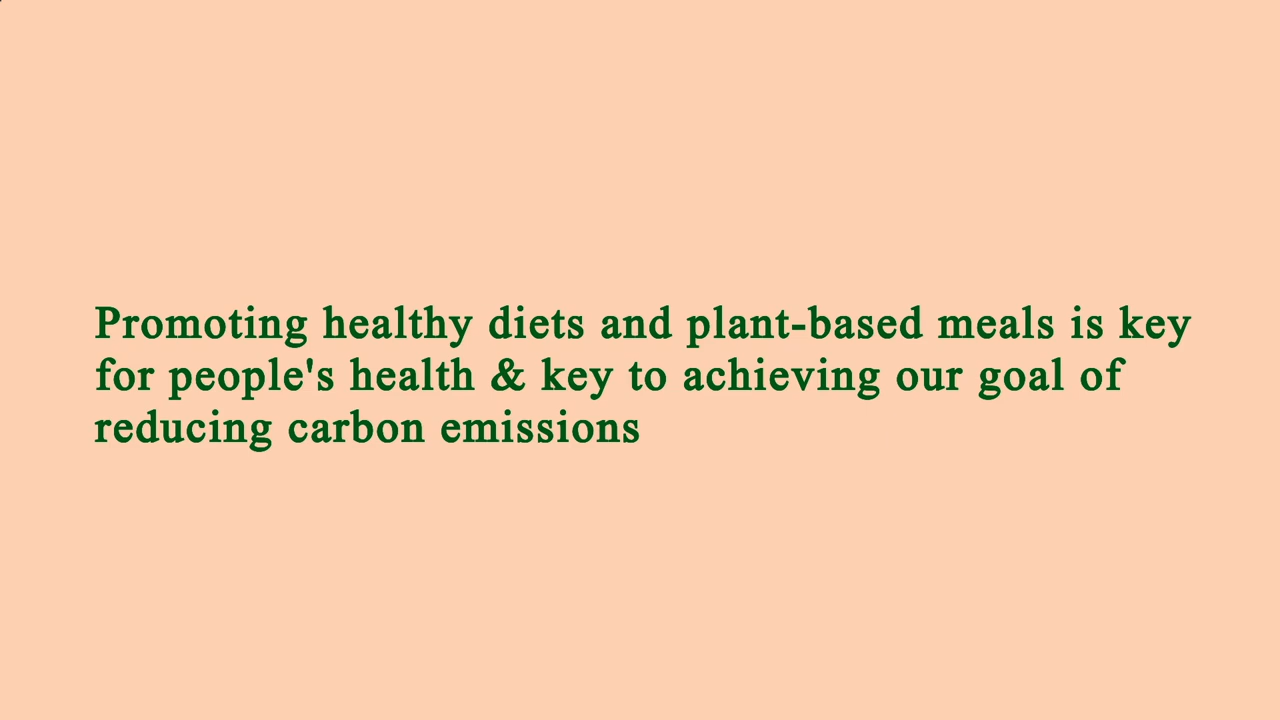 Promoting healthy diets and plant-based meals is key
for people's health & key to achieving our goal of
reducing carbon emissions